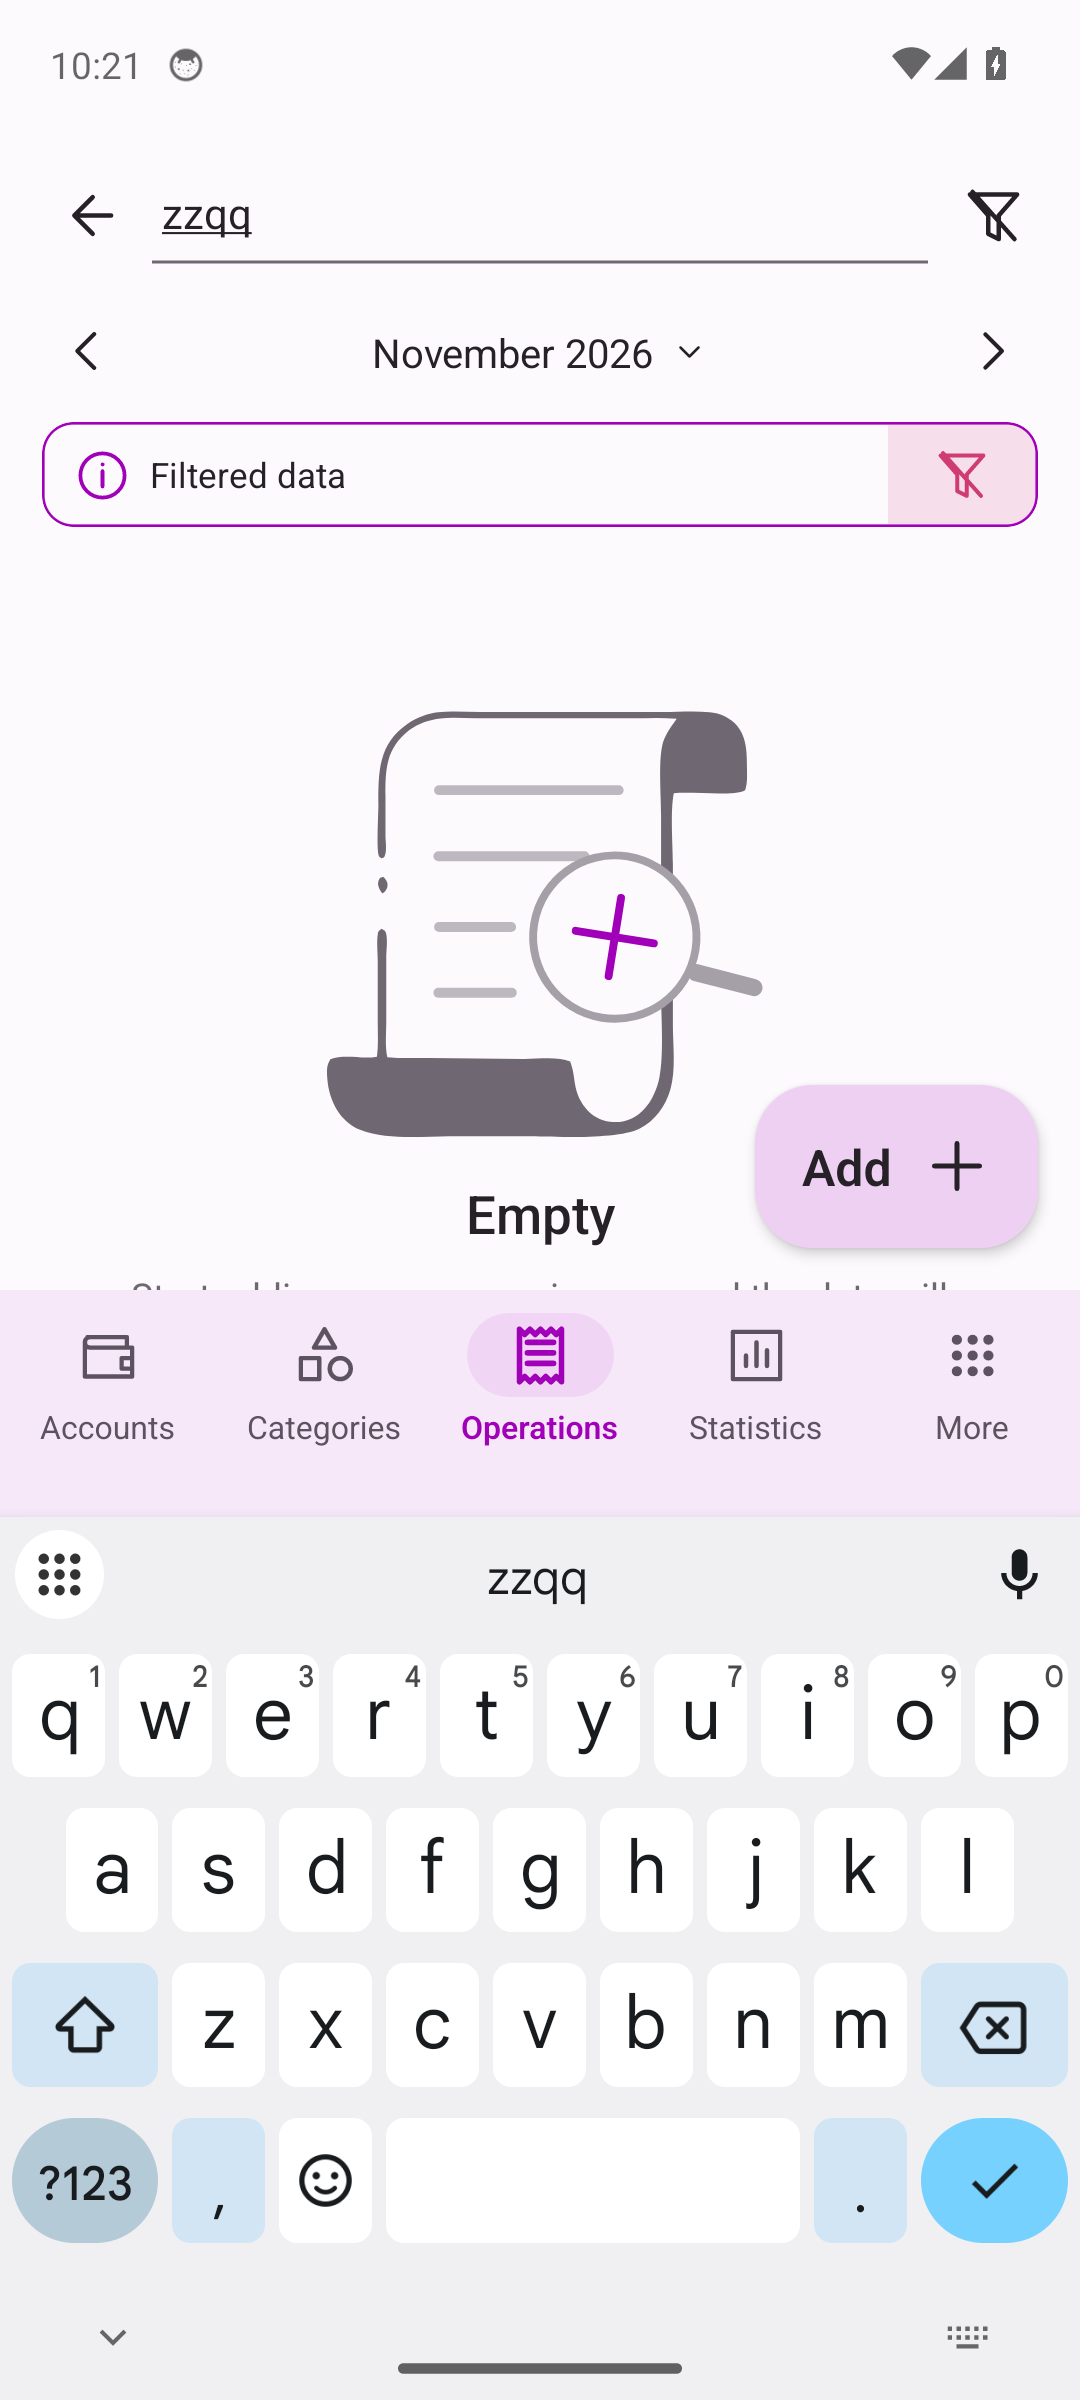 10:21
zzqq
November 2026
Filtered data
Add
Empty
Accounts
Categories
Operations
Statistics
More
zzqq
q 1 w 2 e 3 r 4 t 5 y 6 u 7 i 8 o 9 p 0
a s d f g h j k l
z x c v b n m
?123 , .